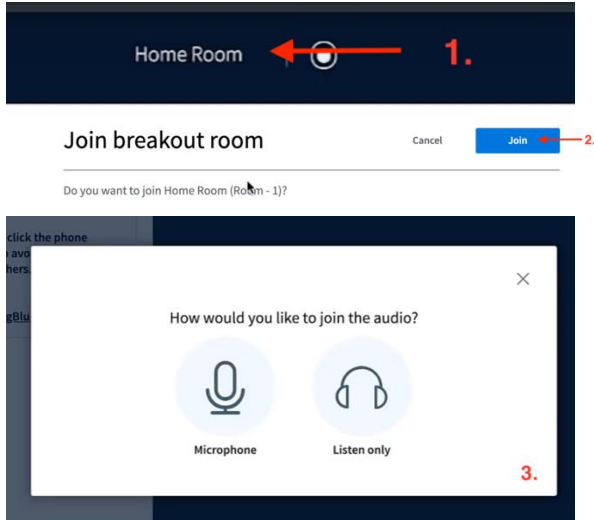 Home Room
1.
Join breakout room
Cancel
Join
2.
Do you want to join Home Room (Room - 1)?
click the phone
avo
hers.
gBlu
How would you like to join the audio?
Microphone
Listen only
3.